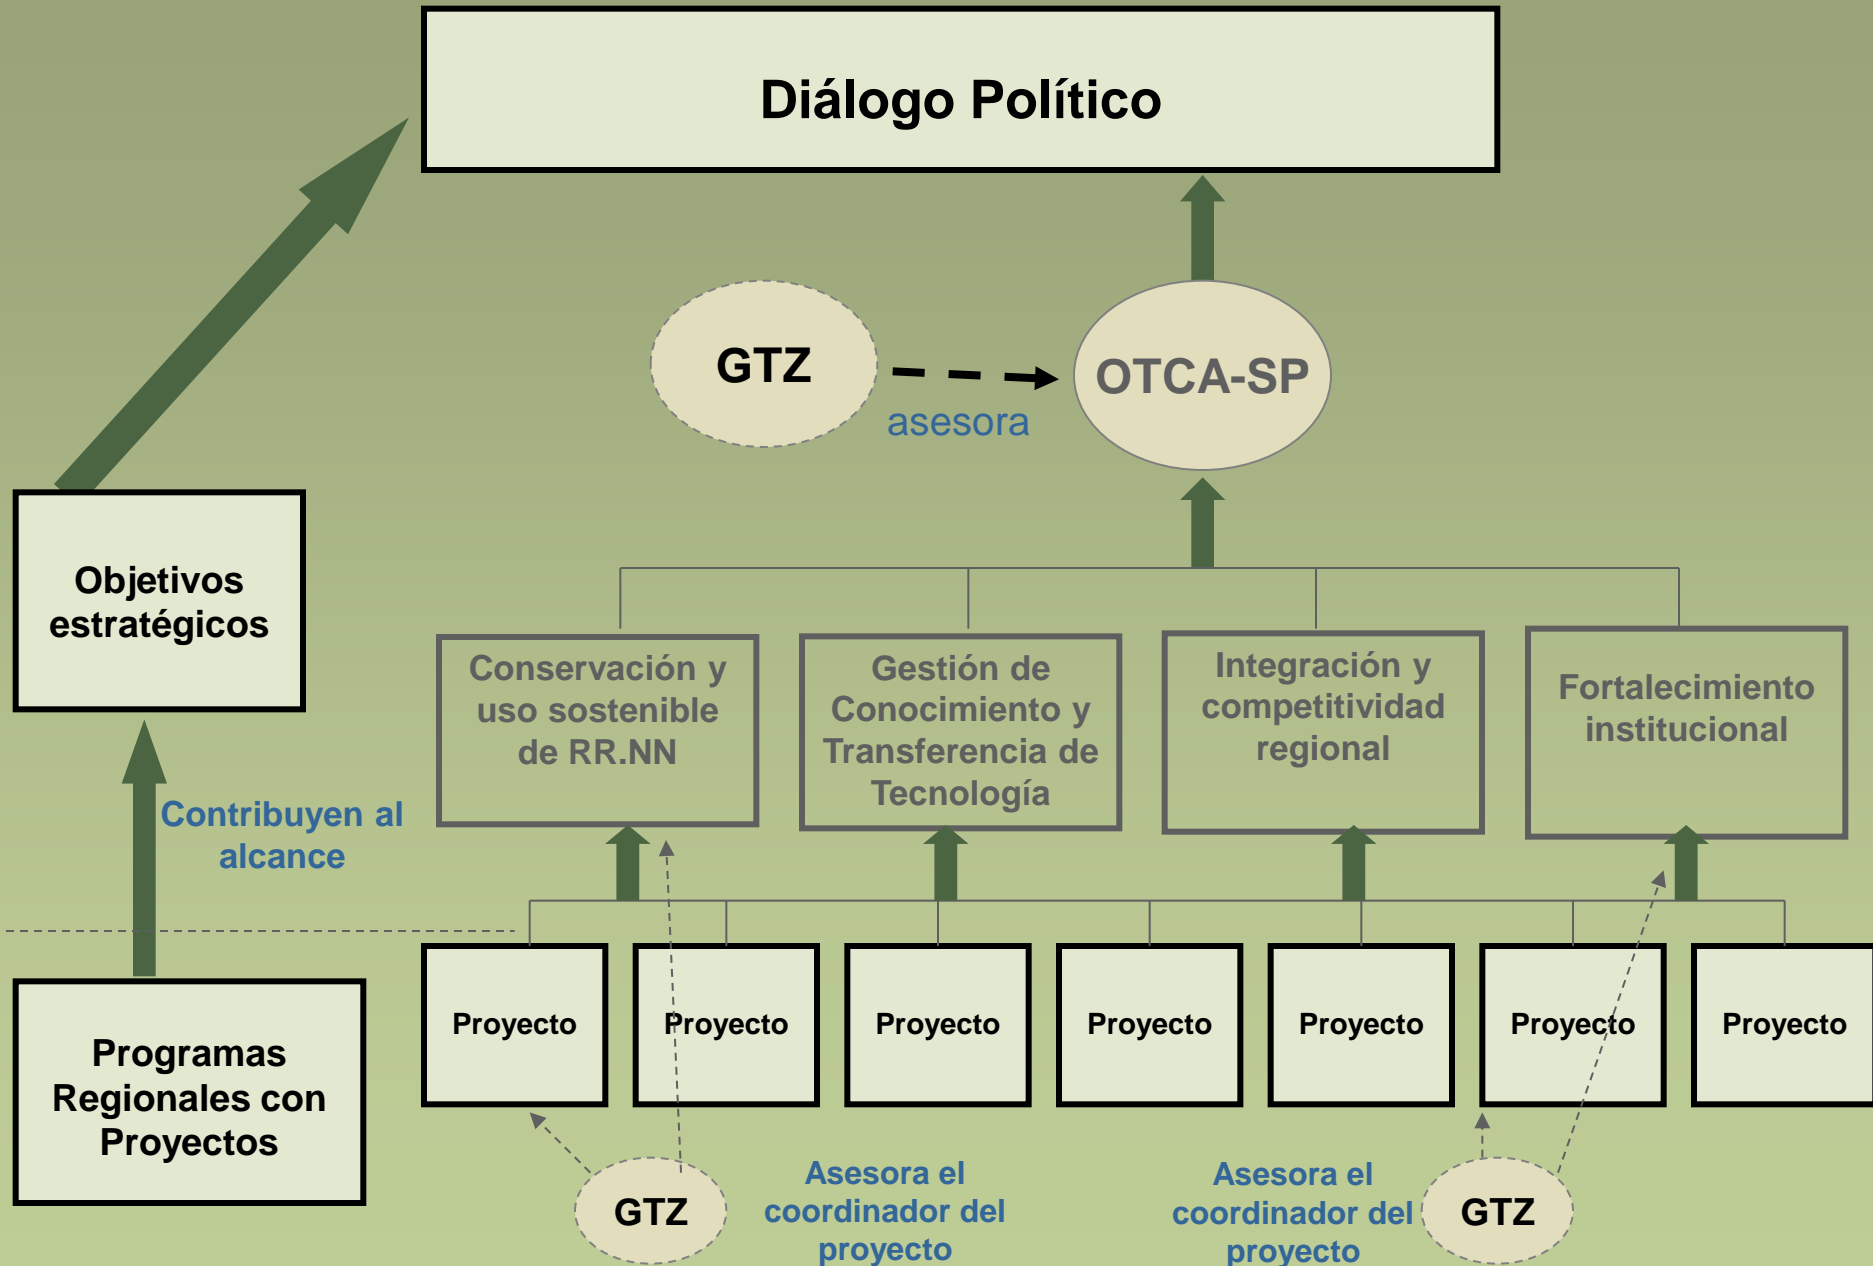 Diálogo Político
GTZ
asesora
OTCA-SP
Objetivos
estratégicos
Conservación y
uso sostenible
de RR.NN
Gestión de
Conocimiento y
Transferencia de
Tecnología
Integración y
competitividad
regional
Fortalecimiento
institucional
Contribuyen al
alcance
Programas
Regionales con
Proyectos
Proyecto
Proyecto
Proyecto
Proyecto
Proyecto
Proyecto
Proyecto
GTZ
Asesora el
coordinador del
proyecto
Asesora el
coordinador del
proyecto
GTZ